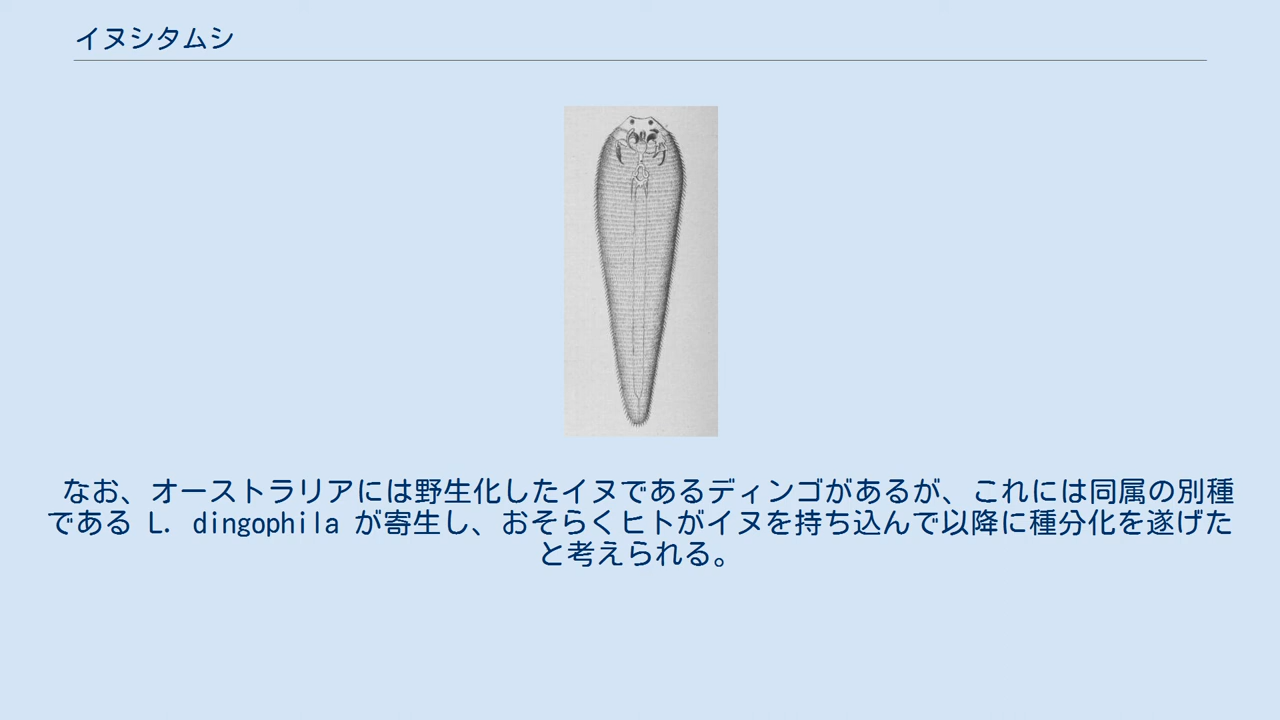 イヌシタムシ
なお、オーストラリアには野生化したイヌであるディンゴがあるが、これには同属の別種
である L. dingophila が寄生し、おそらくヒトがイヌを持ち込んで以降に種分化を遂げた
と考えられる。